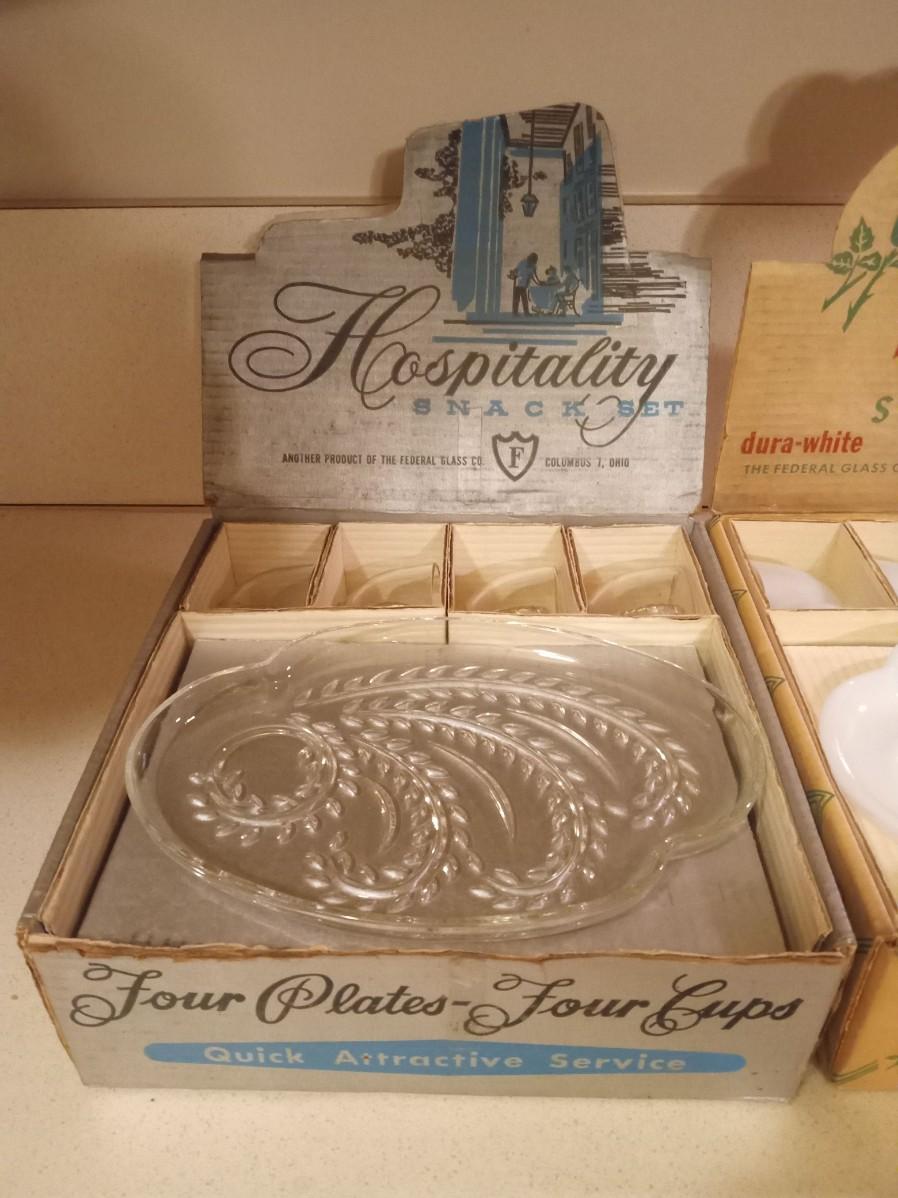 Hospitality
SNACK SET
ANOTHER PRODUCT OF THE FEDERAL GLASS CO. F COLUMBUS 7, OHIO
Four Plates-Four Cups
Quick Attractive Service
S
dura-white
THE FEDERAL GLASS C